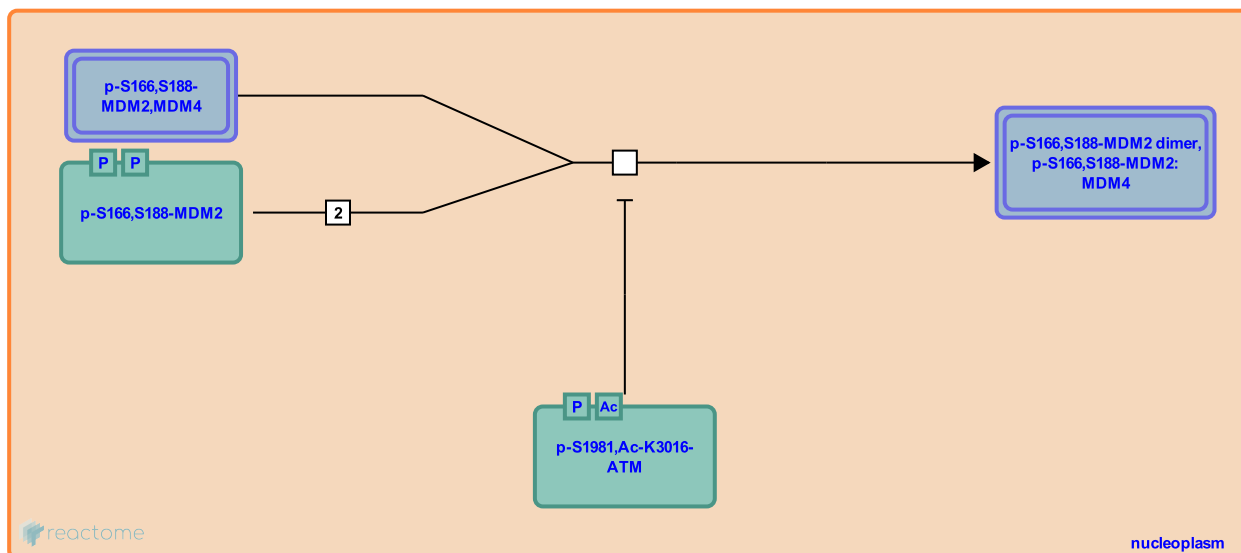 p-S166,S188-
MDM2,MDM4
P P
p-S166,S188-MDM2
2
p-S166,S188-MDM2 dimer,
p-S166,S188-MDM2:
MDM4
P Ac
p-S1981,Ac-K3016-
ATM
reactome
nucleoplasm